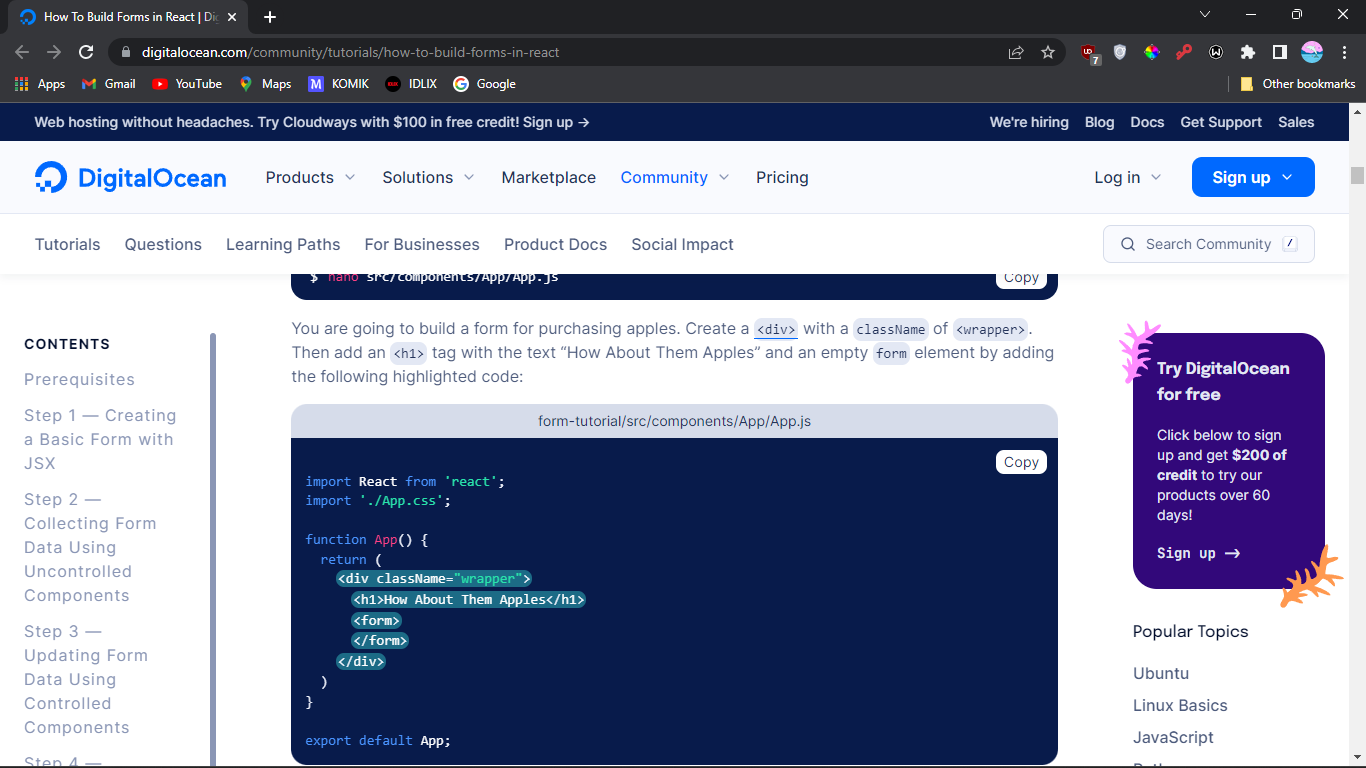 How To Build Forms in React | Di
digitalocean.com/community/tutorials/how-to-build-forms-in-react
7
Apps
Gmail
YouTube
Maps
M KOMIK
IDLIX
Google
Other bookmarks
Web hosting without headaches. Try Cloudways with $100 in free credit! Sign up →
We're hiring
Blog
Docs
Get Support
Sales
DigitalOcean
Products
Solutions
Marketplace
Community
Pricing
Log in
Sign up
Tutorials
Questions
Learning Paths
For Businesses
Product Docs
Social Impact
Search Community /
$ nano src/components/App/App.js
Copy
CONTENTS
Prerequisites
Step 1 — Creating
a Basic Form with
JSX
Step 2 —
Collecting Form
Data Using
Uncontrolled
Components
Step 3 —
Updating Form
Data Using
Controlled
Components
Step 4 —
You are going to build a form for purchasing apples. Create a <div> with a className of <wrapper>.
Then add an <h1> tag with the text “How About Them Apples” and an empty form element by adding
the following highlighted code:
form-tutorial/src/components/App/App.js
Copy
import React from 'react';
import './App.css';
function App() {
return (
<div className="wrapper">
<h1>How About Them Apples</h1>
<form>
</form>
</div>
)
}
export default App;
Try DigitalOcean
for free
Click below to sign
up and get $200 of
credit to try our
products over 60
days!
Sign up →
Popular Topics
Ubuntu
Linux Basics
JavaScript